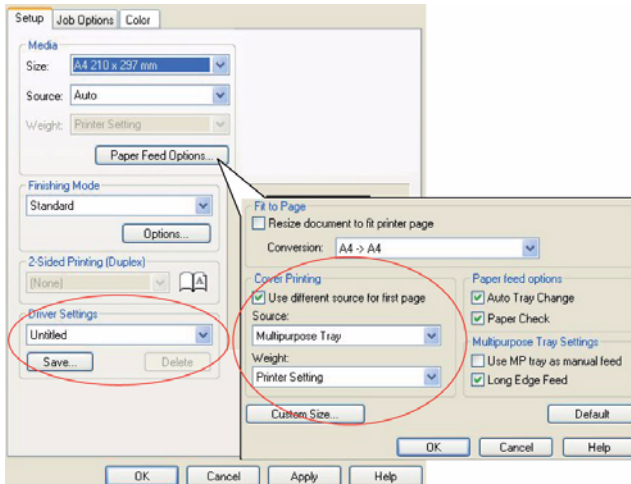 Setup Job Options Color
Media
Size: A4 210 x 297 mm
Source: Auto
Weight: Printer Setting
Paper Feed Options...
Finishing Mode
Standard
Options...
2-Sided Printing (Duplex)
(None)
A
Driver Settings
Untitled
Save... Delete
OK Cancel Apply Help
Fit to Page
Resize document to fit printer page
Conversion: A4 -> A4
Cover Printing
Use different source for first page
Source:
Multipurpose Tray
Weight:
Printer Setting
Paper feed options
Auto Tray Change
Paper Check
Multipurpose Tray Settings
Use MP tray as manual feed
Long Edge Feed
Custom Size... Default
OK Cancel Help